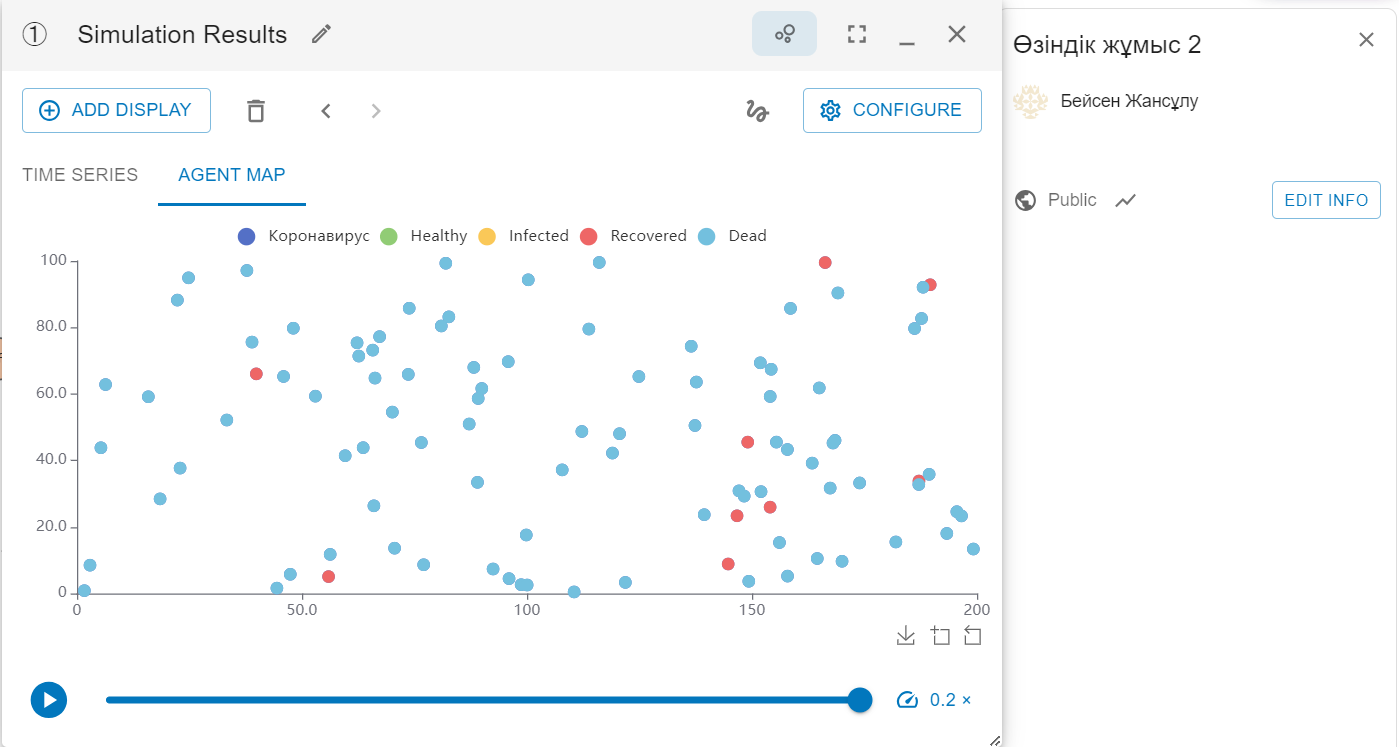 ① Simulation Results
ADD DISPLAY
CONFIGURE
TIME SERIES AGENT MAP
Коронавирус Healthy Infected Recovered Dead
100
80.0
60.0
40.0
20.0
0
0 50.0 100 150 200
0.2 ×
Өзіндік жұмыс 2
Бейсен Жансұлу
Public
EDIT INFO